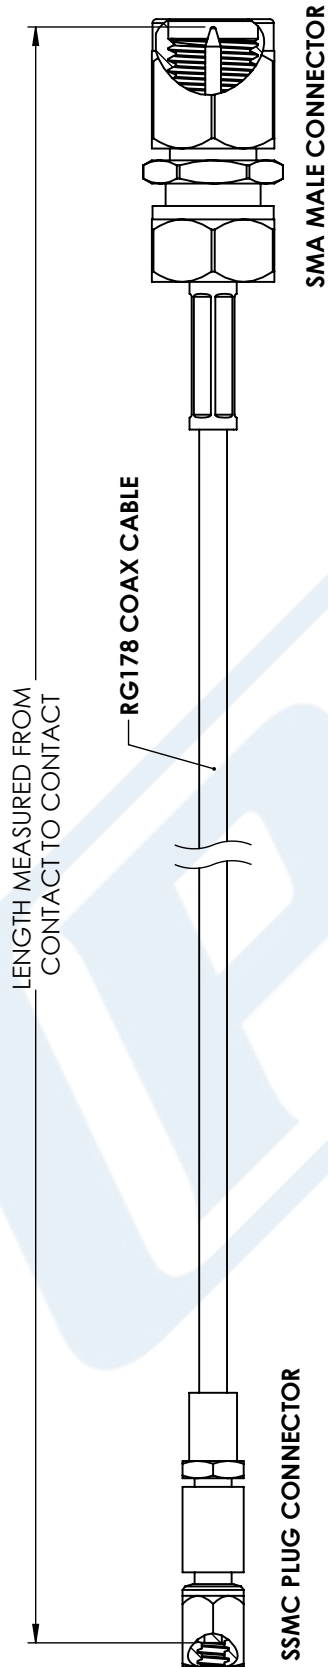 LENGTH MEASURED FROM
CONTACT TO CONTACT
RG178 COAX CABLE
SSMC PLUG CONNECTOR
SMA MALE CONNECTOR